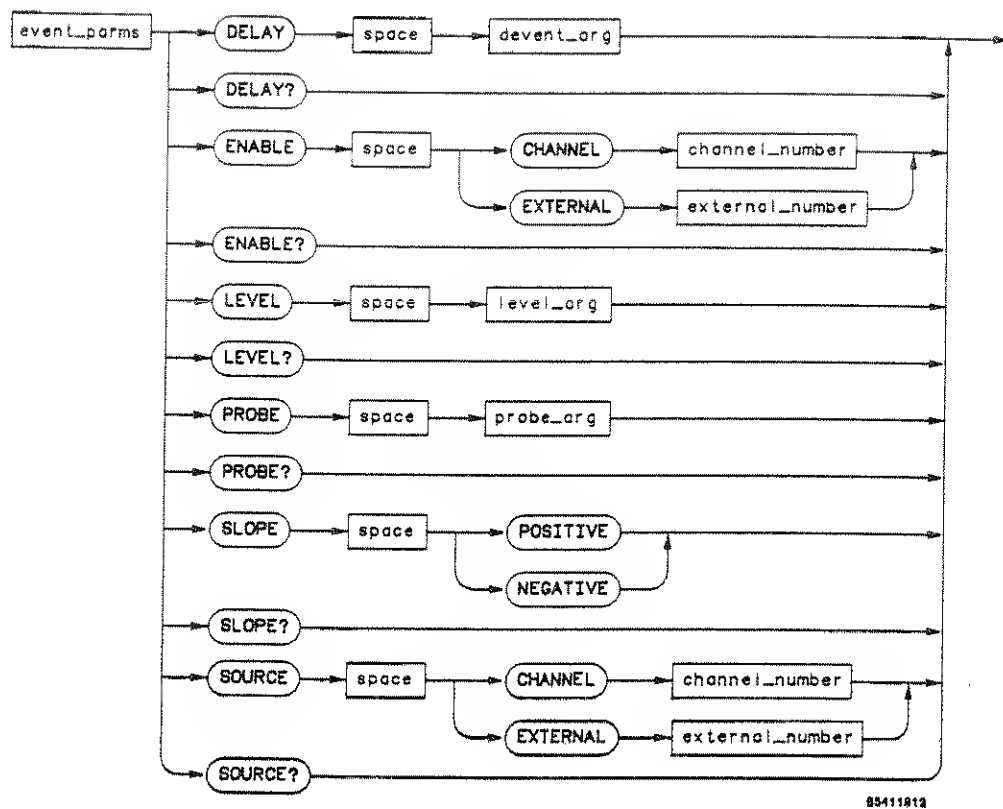 event_parms DELAY space devent_arg
DELAY?
ENABLE space CHANNEL channel_number
EXTERNAL external_number
ENABLE?
LEVEL space level_arg
LEVEL?
PROBE space probe_arg
PROBE?
SLOPE space POSITIVE
NEGATIVE
SLOPE?
SOURCE space CHANNEL channel_number
EXTERNAL external_number
SOURCE?